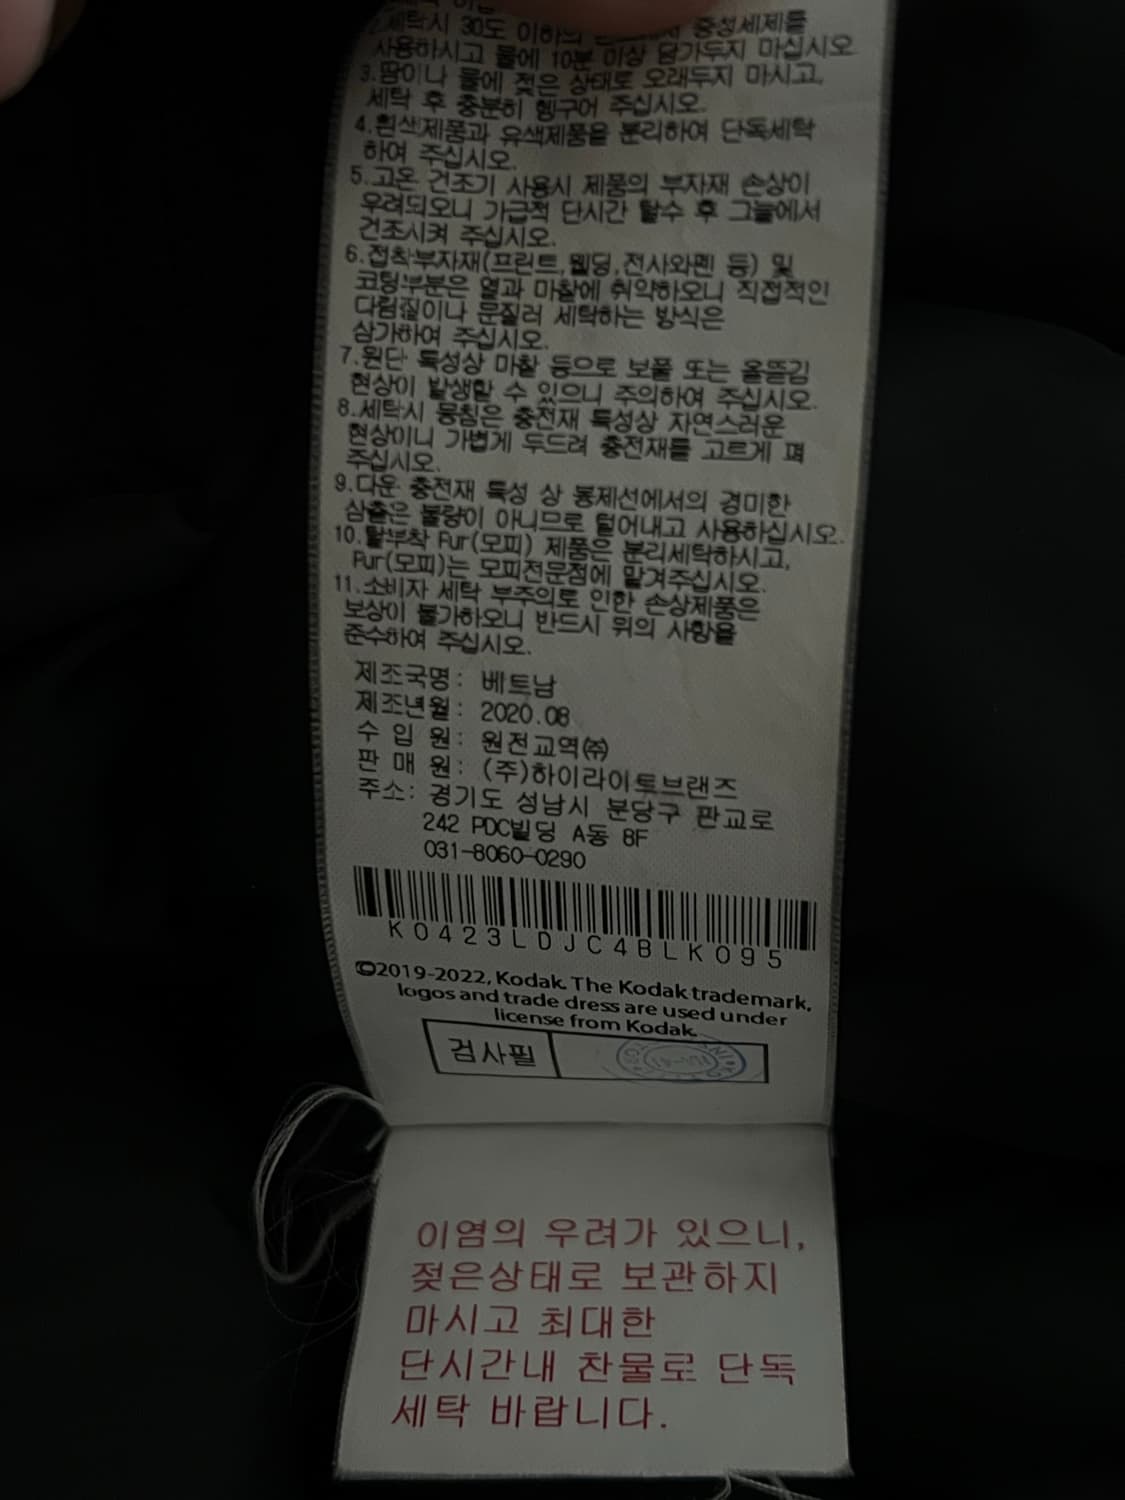 2.세탁시 30도 이하의 중성세제를
사용하시고 물에 10분 이상 담가두지 마십시오
3.땀이나 물에 젖은 상태로 오래두지 마시고,
세탁 후 충분히 헹구어 주십시오.
4.흰색제품과 유색제품을 분리하여 단독세탁
하여 주십시오.
5.고온 건조기 사용시 제품의 부자재 손상이
우려되오니 가급적 단시간 탈수 후 그늘에서
건조시켜 주십시오.
6.접착부자재(프린트,웰딩,전사와펜 등) 및
코팅부분은 열과 마찰에 취약하오니 직접적인
다림질이나 문질러 세탁하는 방식은
삼가하여 주십시오.
7.원단 특성상 마찰 등으로 보풀 또는 올뜯김
현상이 발생할 수 있으니 주의하여 주십시오.
8.세탁시 뭉침은 충전재 특성상 자연스러운
현상이니 가볍게 두드려 충전재를 고르게 펴
주십시오.
9.다운 충전재 특성 상 봉제선에서의 경미한
삼출은 불량이 아니므로 털어내고 사용하십시오.
10.탈부착 Fur(모피) 제품은 분리세탁하시고,
Fur(모피)는 모피전문점에 맡겨주십시오.
11.소비자 세탁 부주의로 인한 손상제품은
보상이 불가하오니 반드시 위의 사항을
준수하여 주십시오.
제조국명: 베트남
제조년월: 2020.08
수 입 원: 원전교역㈜
판 매 원: (주)하이라이트브랜즈
주소: 경기도 성남시 분당구 판교로
242 PDC빌딩 A동 8F
031-8060-0290
K0423LDJC4BLK095
©2019-2022, Kodak. The Kodak trademark,
logos and trade dress are used under
license from Kodak.
검사필
이염의 우려가 있으니,
젖은상태로 보관하지
마시고 최대한
단시간내 찬물로 단독
세탁 바랍니다.